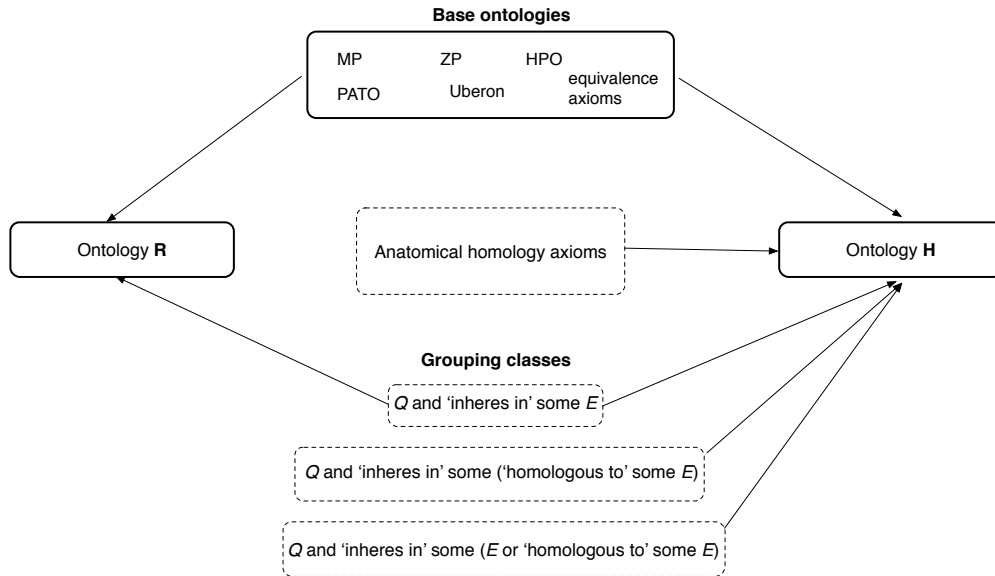 Base ontologies
MP ZP HPO
PATO Uberon equivalence
axioms
Ontology R
Anatomical homology axioms
Ontology H
Grouping classes
Q and ‘inheres in’ some E
Q and ‘inheres in’ some (‘homologous to’ some E)
Q and ‘inheres in’ some (E or ‘homologous to’ some E)